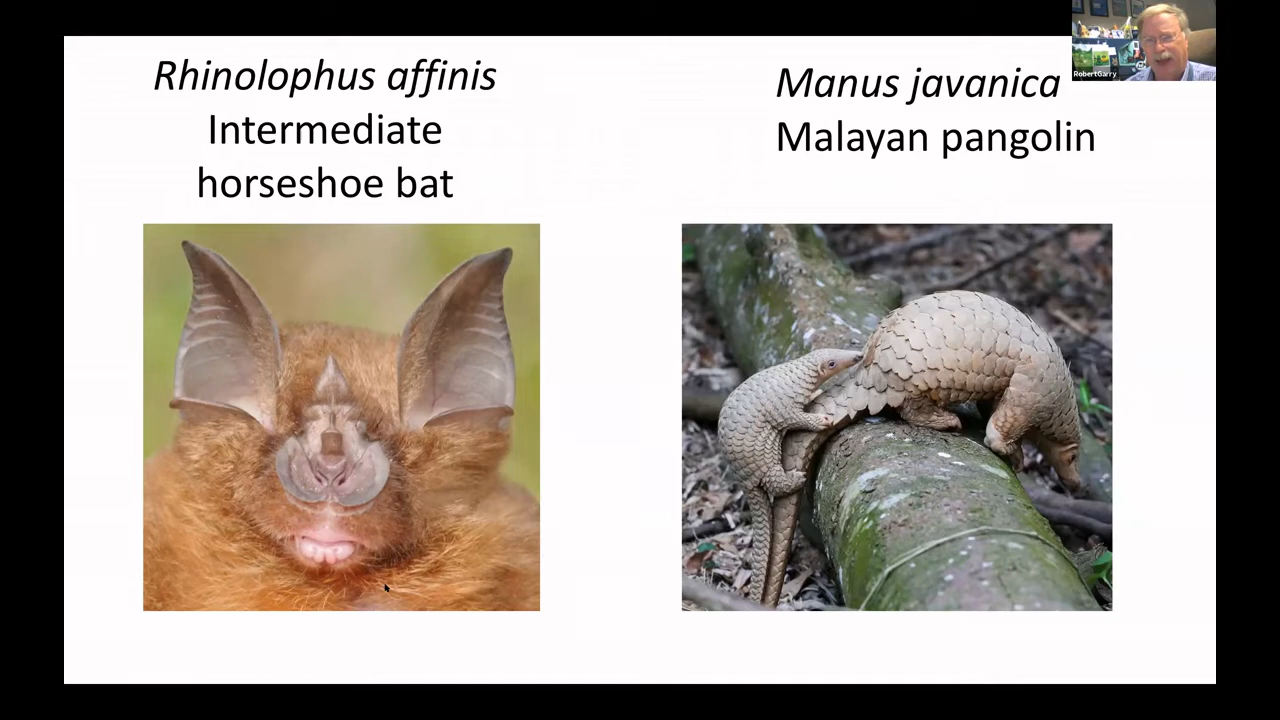 Rhinolophus affinis
Intermediate
horseshoe bat
Manus javanica
Malayan pangolin
RobertGarry